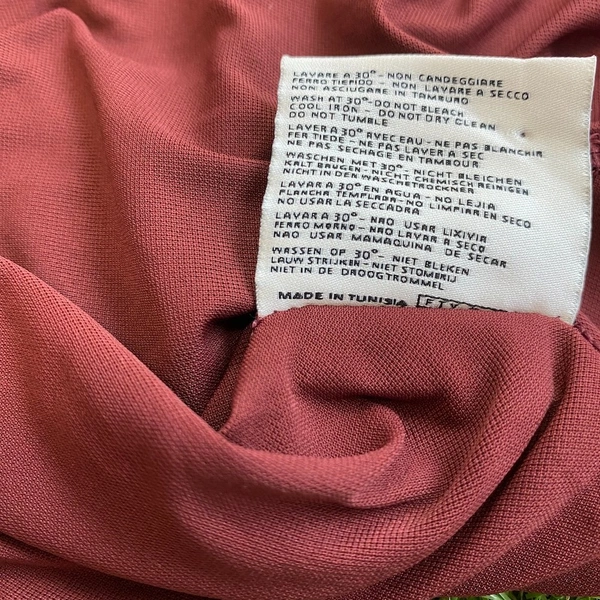 LAVARE A 30° - NON CANDEGGIARE
FERRO TIEPIDO - NON LAVARE A SECCO
NON ASCIUGARE IN TAMBURO
WASH AT 30° - DO NOT BLEACH
COOL IRON - DO NOT DRY CLEAN
DO NOT TUMBLE
LAVER A 30° AVEC EAU - NE PAS BLANCHIR
FER TIEDE - NE PAS LAVER A SEC
NE PAS SECHAGE EN TAMBOUR
WASCHEN MET 30° - NICHT BLEICHEN
KALT BRUGEN - NICHT CHEMISCH REINIGEN
NICHT IN DEN WASCHETROCKNER
LAVAR A 30° EN AGUA - NO LEJIA
PLANCHA TEMPLADA - NO LIMPIAR EN SECO
NO USAR LA SECCADRA
LAVAR A 30° - NAO USAR LIXIVIA
FERRO MORNO - NAO LAVAR A SECO
NAO USAR MAMAQUINA DE SECAR
WASSEN OP 30° - NIET BLEKEN
LAUW STRIJKEN - NIET STOMERIJ
NIET IN DE DROOGTROMMEL
MADE IN TUNISIA